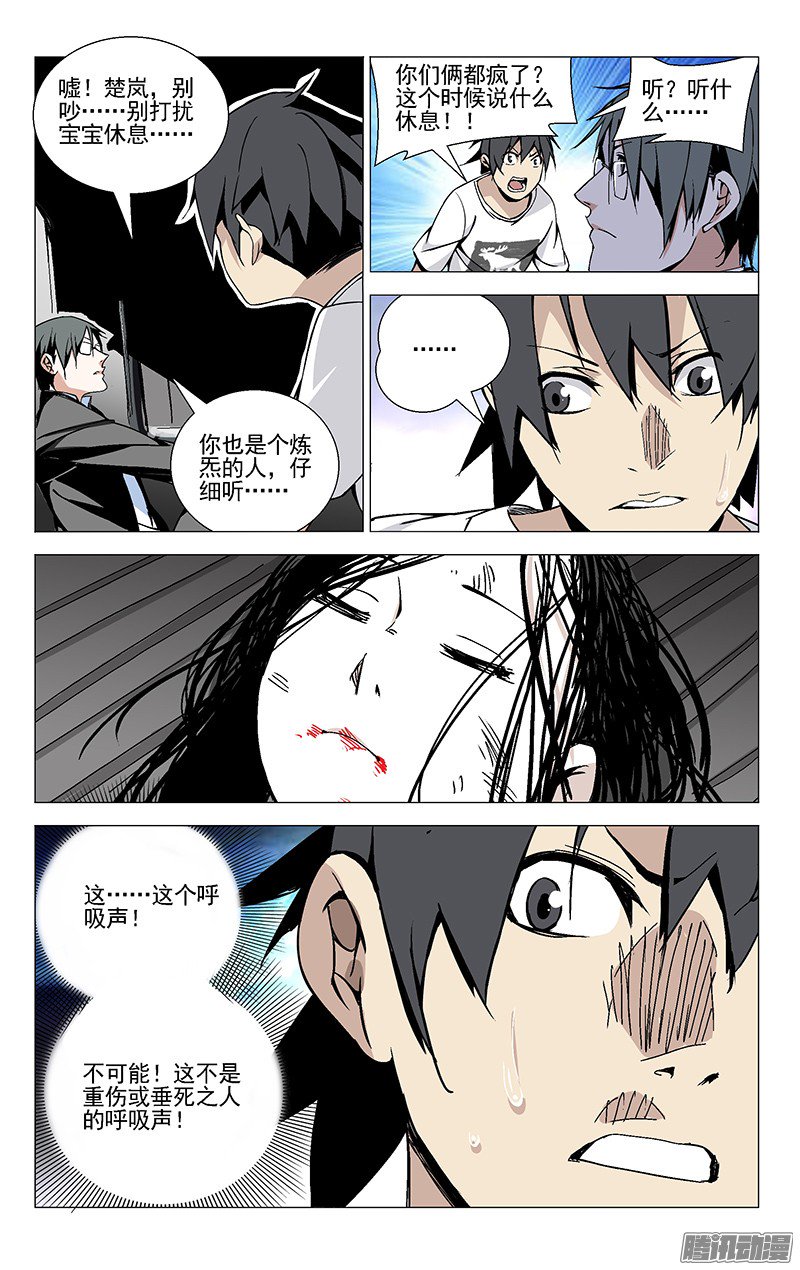 嘘！楚岚，别
吵……别打扰
宝宝休息……
你也是个炼
炁的人，仔
细听……
你们俩都疯了？
这个时候说什么
休息！！
听？听什
么……
……
这……这个呼
吸声！
不可能！这不是
重伤或垂死之人
的呼吸声！
腾讯动漫